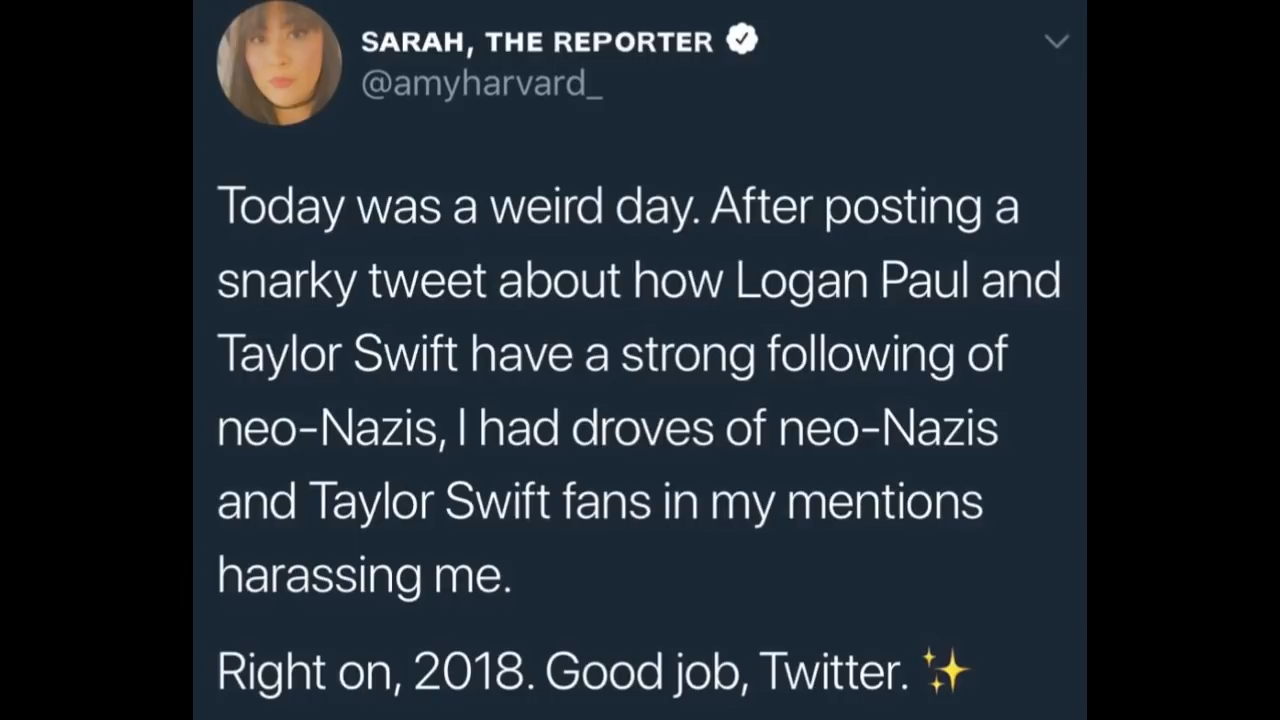 SARAH, THE REPORTER
@amyharvard_
Today was a weird day. After posting a
snarky tweet about how Logan Paul and
Taylor Swift have a strong following of
neo-Nazis, I had droves of neo-Nazis
and Taylor Swift fans in my mentions
harassing me.
Right on, 2018. Good job, Twitter. ✨